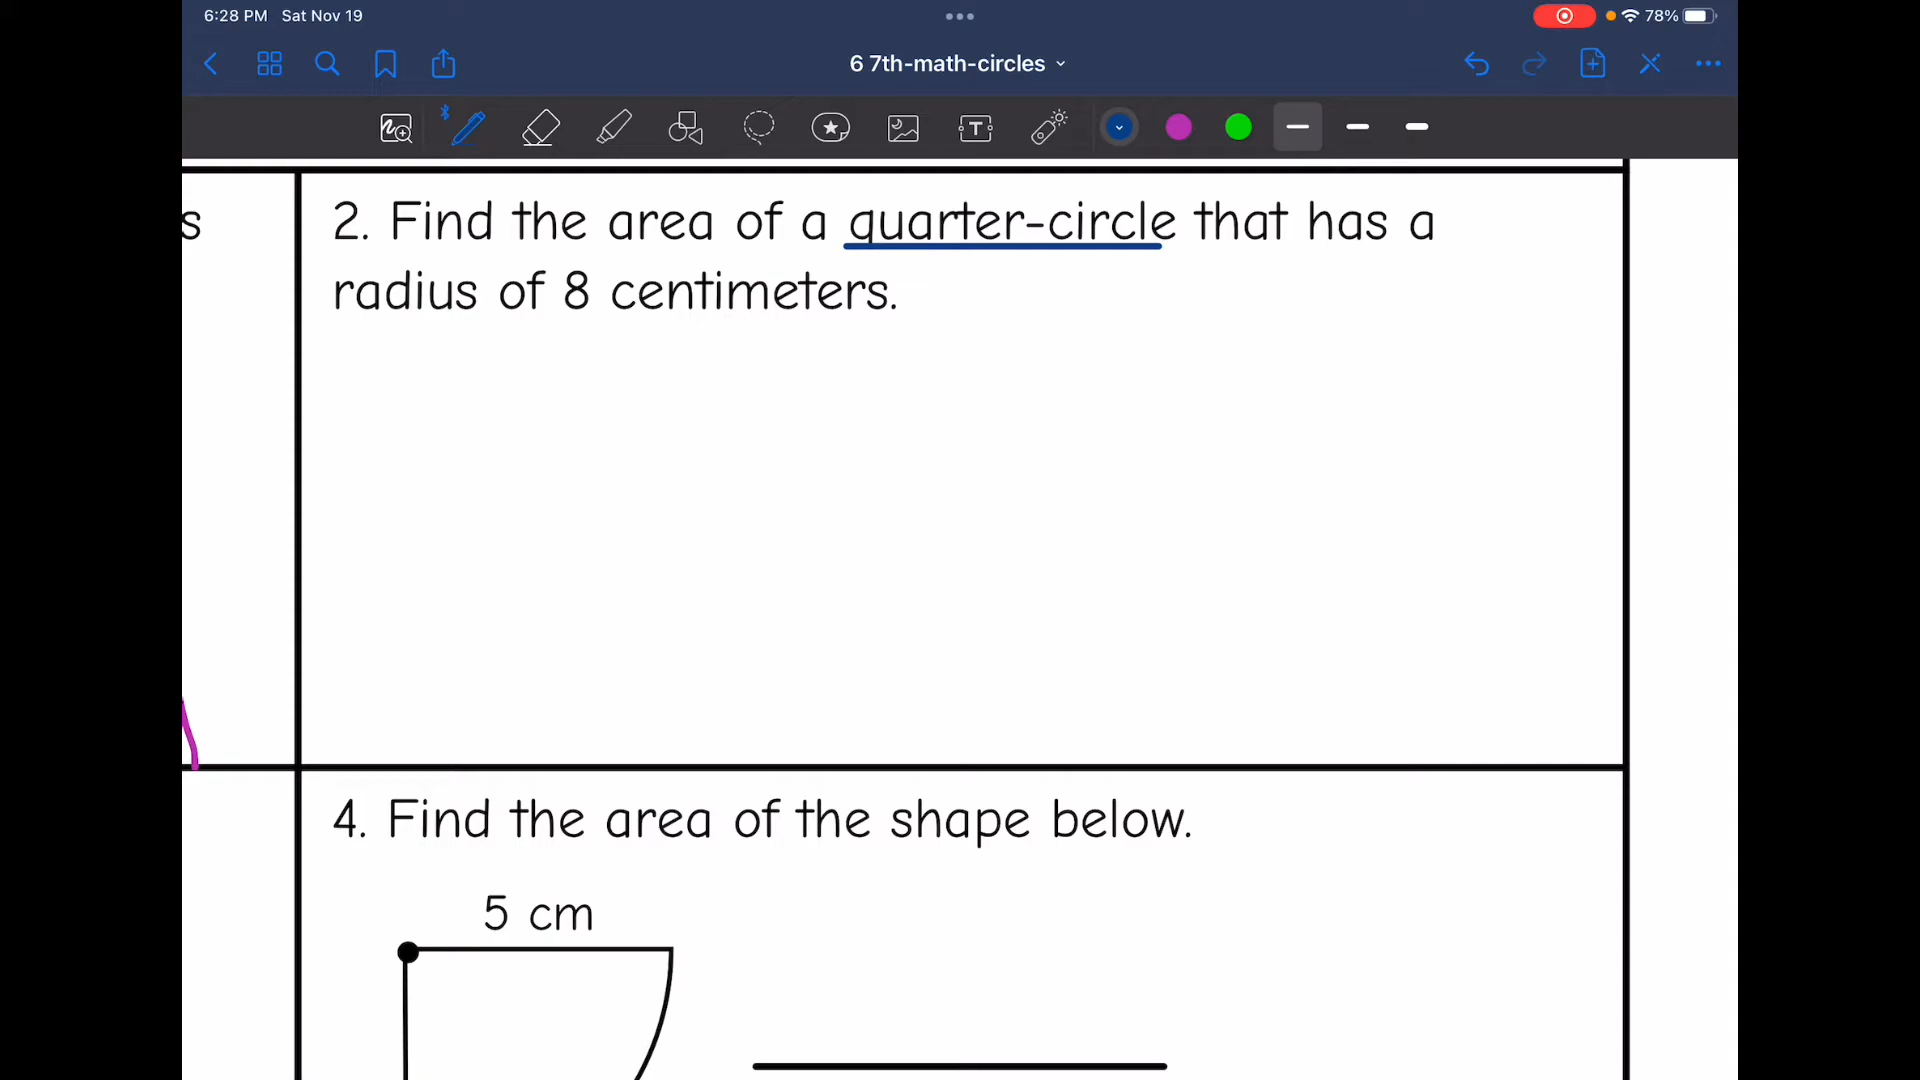 6:28 PM Sat Nov 19
78%
6 7th-math-circles
T
s
2. Find the area of a quarter-circle that has a
radius of 8 centimeters.
4. Find the area of the shape below.
5 cm